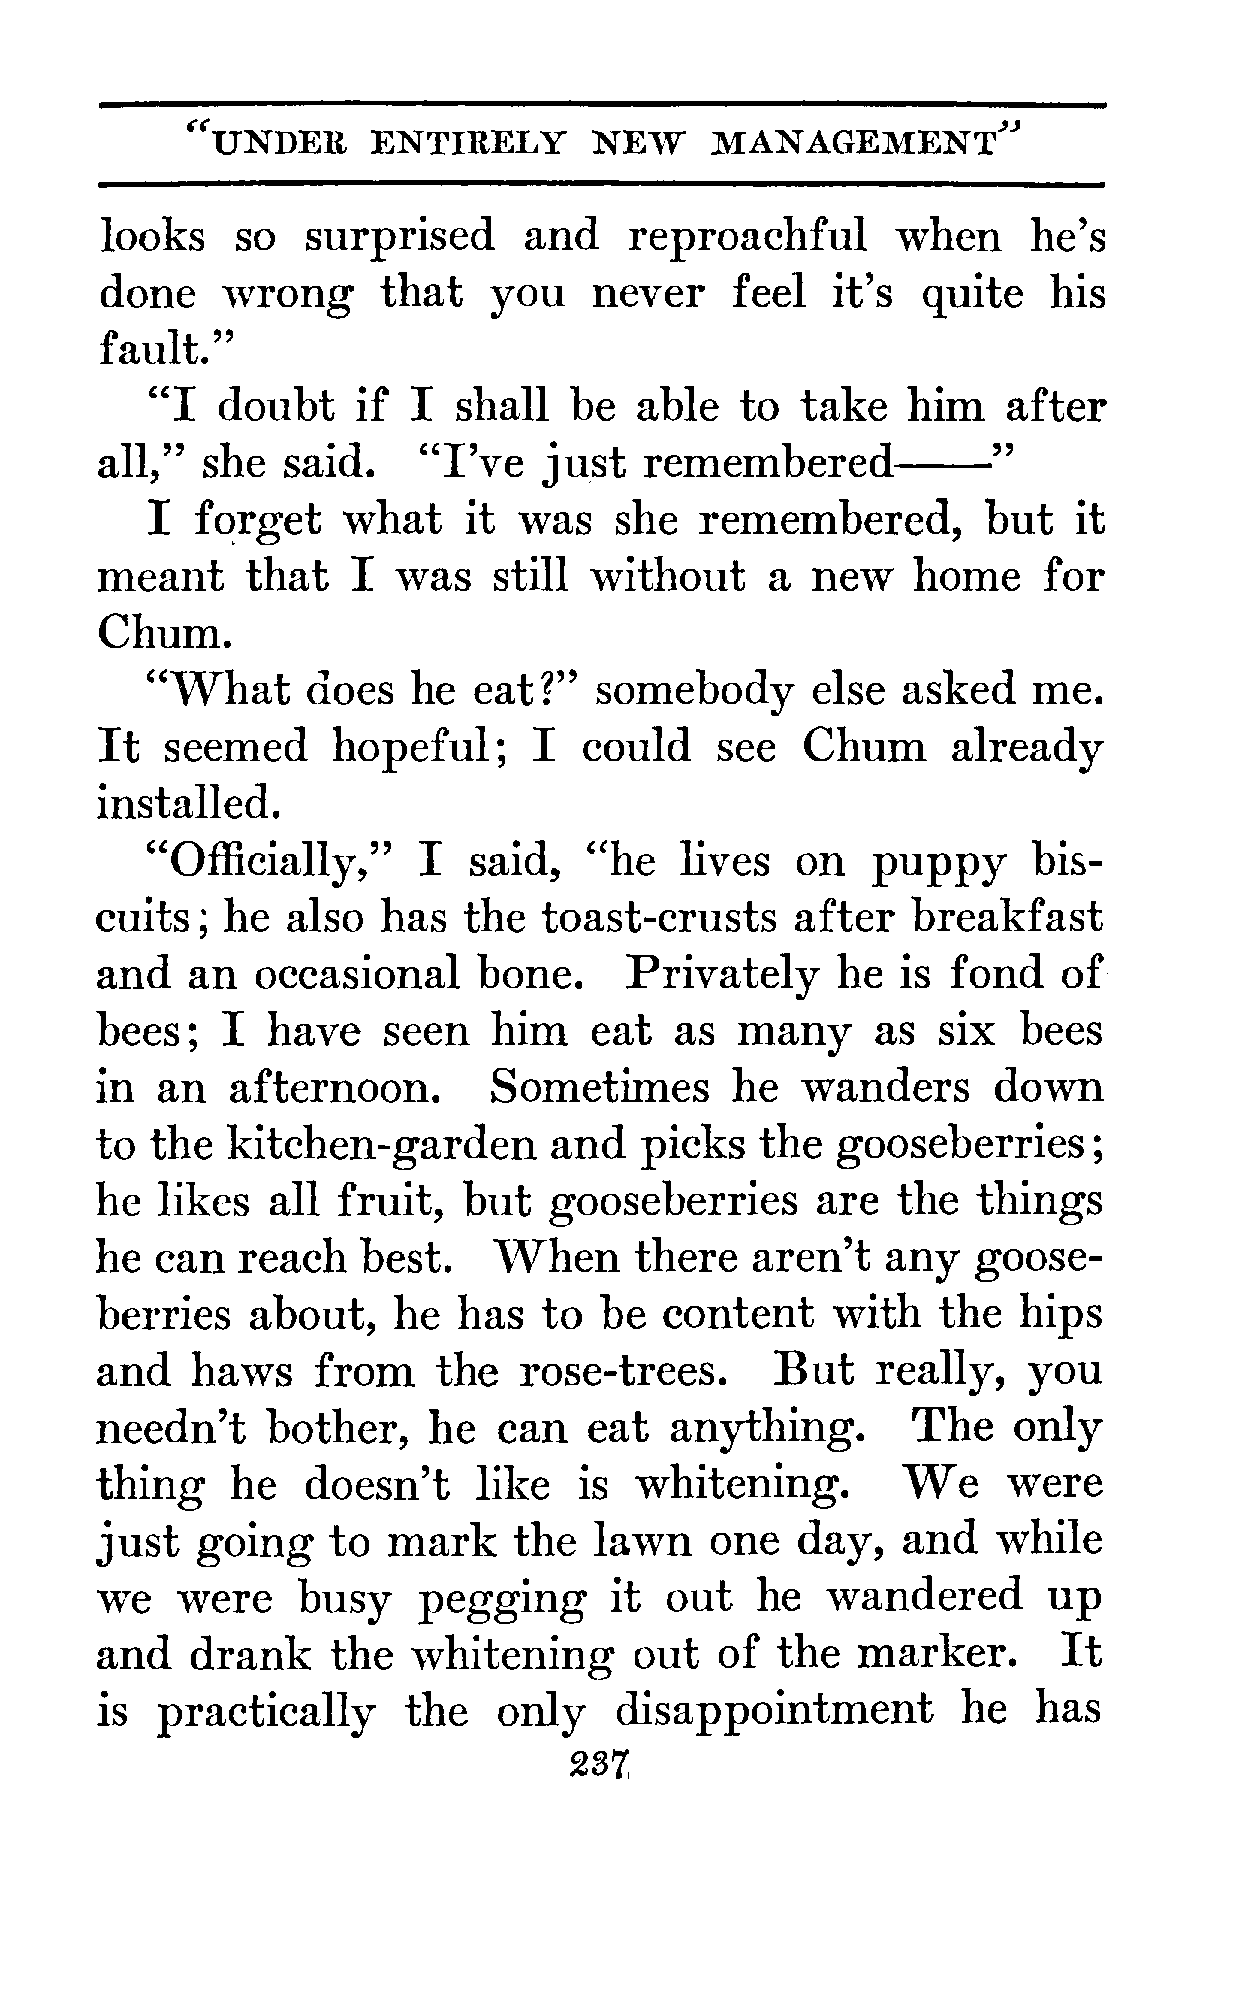 "UNDER ENTIRELY NEW MANAGEMENT"
looks so surprised and reproachful when he's
done wrong that you never feel it's quite his
fault."
"I doubt if I shall be able to take him after
all," she said. "I've just remembered——"
I forget what it was she remembered, but it
meant that I was still without a new home for
Chum.
"What does he eat?" somebody else asked me.
It seemed hopeful; I could see Chum already
installed.
"Officially," I said, "he lives on puppy bis-
cuits; he also has the toast-crusts after breakfast
and an occasional bone. Privately he is fond of
bees; I have seen him eat as many as six bees
in an afternoon. Sometimes he wanders down
to the kitchen-garden and picks the gooseberries;
he likes all fruit, but gooseberries are the things
he can reach best. When there aren't any goose-
berries about, he has to be content with the hips
and haws from the rose-trees. But really, you
needn't bother, he can eat anything. The only
thing he doesn't like is whitening. We were
just going to mark the lawn one day, and while
we were busy pegging it out he wandered up
and drank the whitening out of the marker. It
is practically the only disappointment he has
237